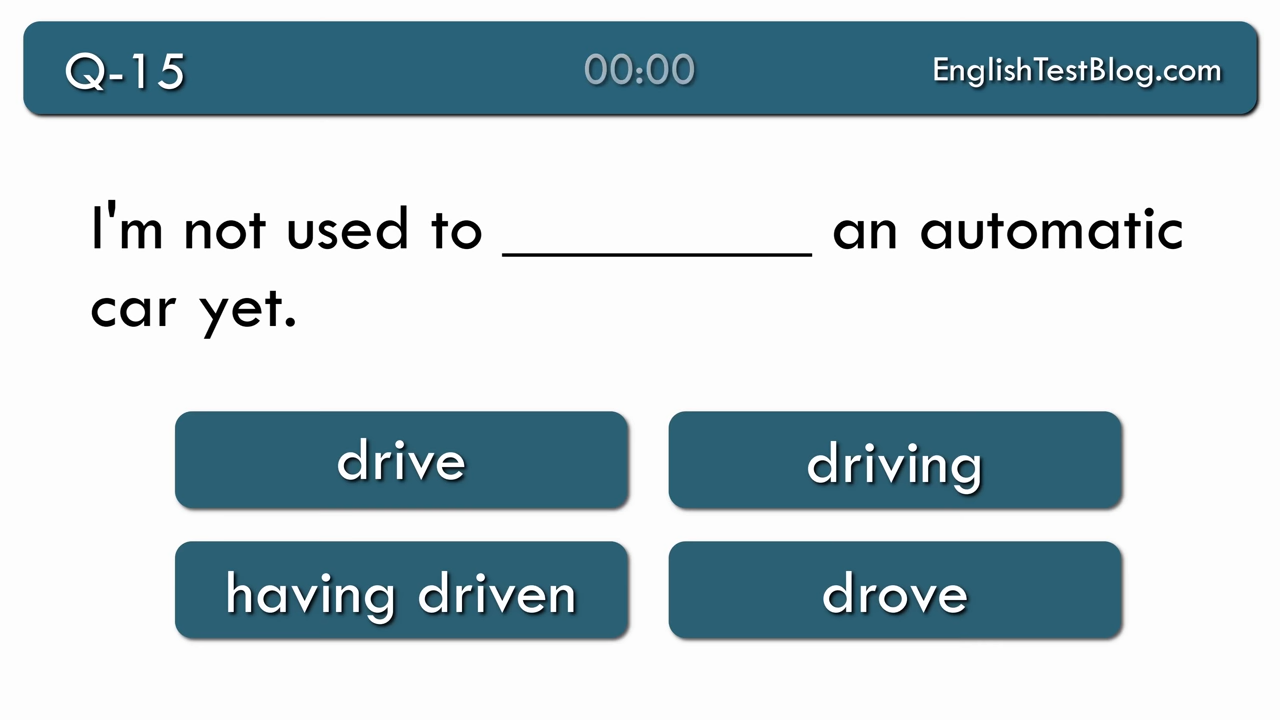 Q-15
00:00
EnglishTestBlog.com
I'm not used to __________ an automatic
car yet.
drive
driving
having driven
drove